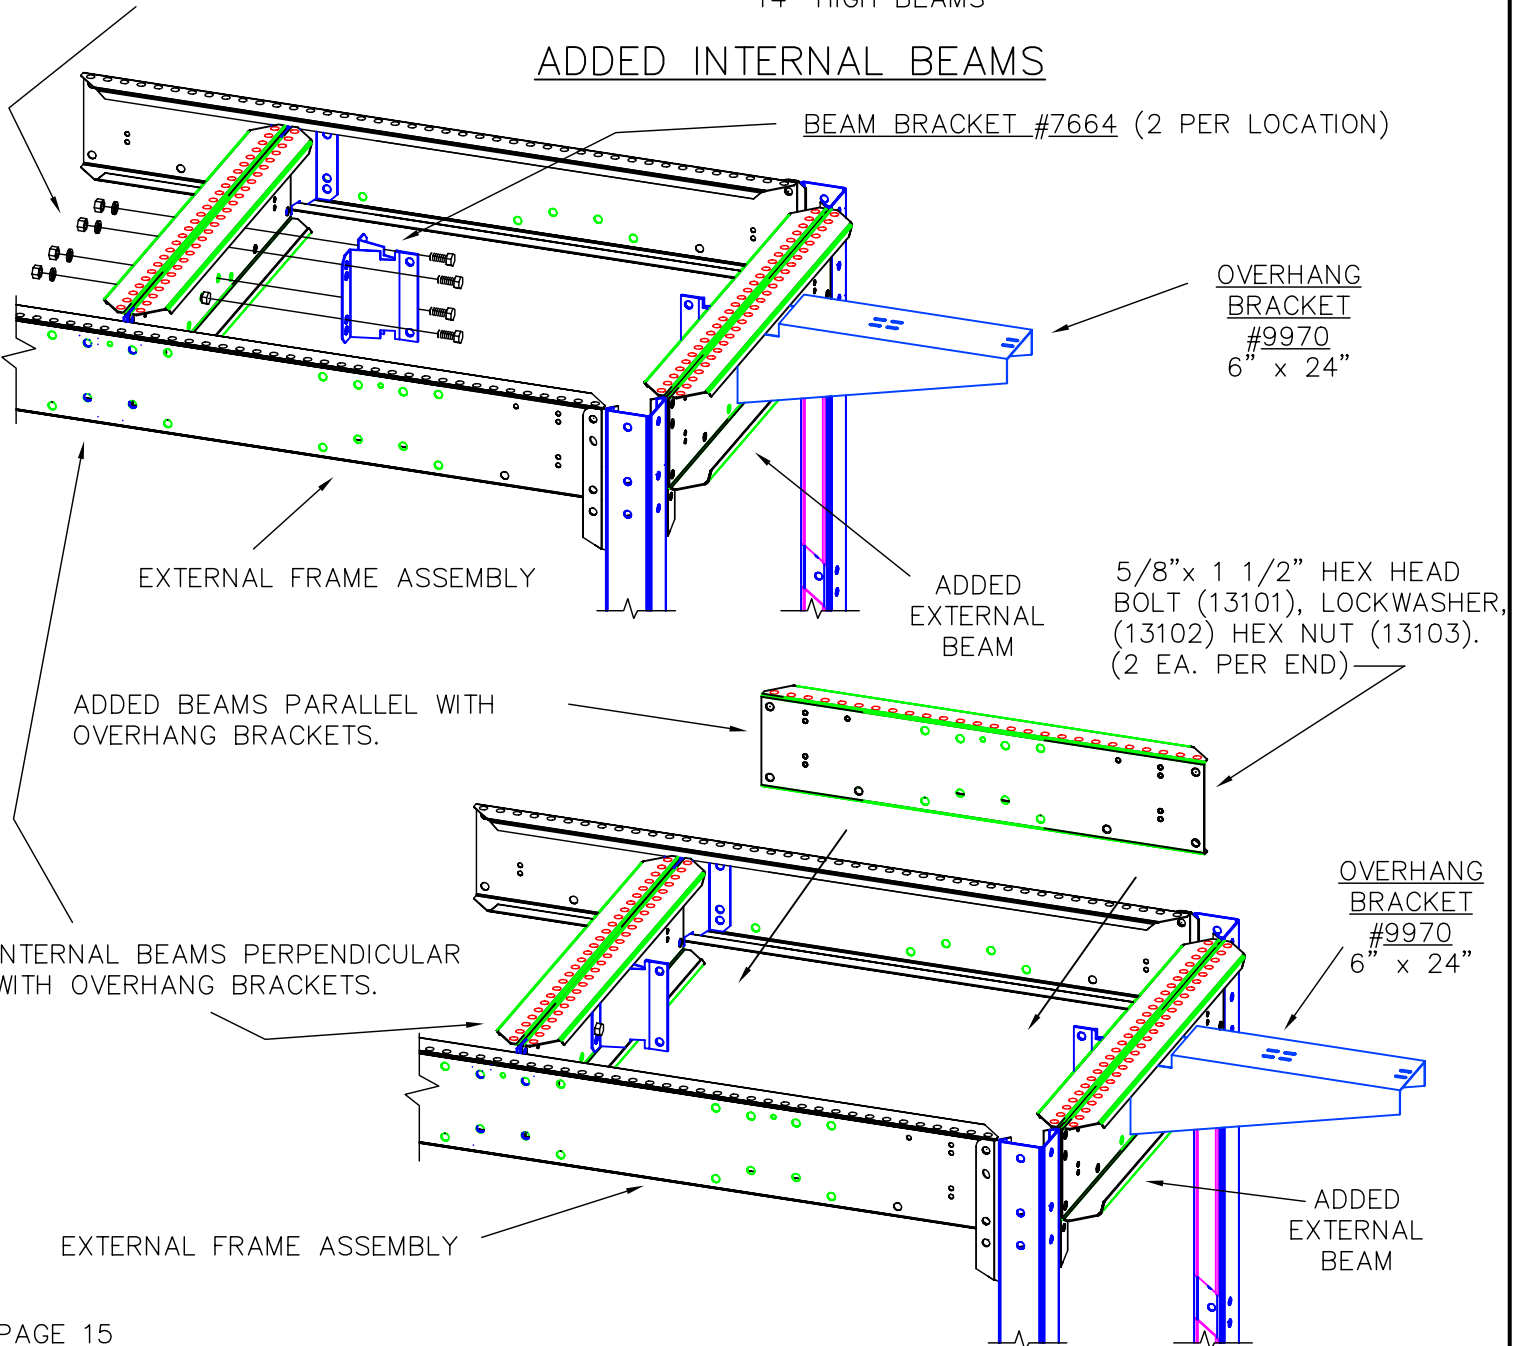 14" HIGH BEAMS
ADDED INTERNAL BEAMS
BEAM BRACKET #7664 (2 PER LOCATION)
OVERHANG
BRACKET
#9970
6” x 24”
EXTERNAL FRAME ASSEMBLY
ADDED
EXTERNAL
BEAM
5/8”x 1 1/2” HEX HEAD
BOLT (13101), LOCKWASHER,
(13102) HEX NUT (13103).
(2 EA. PER END)
ADDED BEAMS PARALLEL WITH
OVERHANG BRACKETS.
OVERHANG
BRACKET
#9970
6” x 24”
NTERNAL BEAMS PERPENDICULAR
WITH OVERHANG BRACKETS.
ADDED
EXTERNAL
BEAM
EXTERNAL FRAME ASSEMBLY
PAGE 15